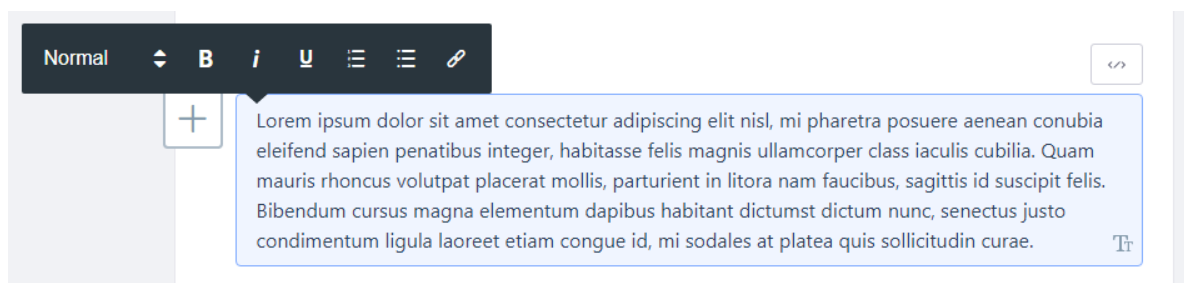 Normal B i U
</>
Lorem ipsum dolor sit amet consectetur adipiscing elit nisl, mi pharetra posuere aenean conubia
eleifend sapien penatibus integer, habitasse felis magnis ullamcorper class iaculis cubilia. Quam
mauris rhoncus volutpat placerat mollis, parturient in litora nam faucibus, sagittis id suscipit felis.
Bibendum cursus magna elementum dapibus habitant dictumst dictum nunc, senectus justo
condimentum ligula laoreet etiam congue id, mi sodales at platea quis sollicitudin curae.
TT